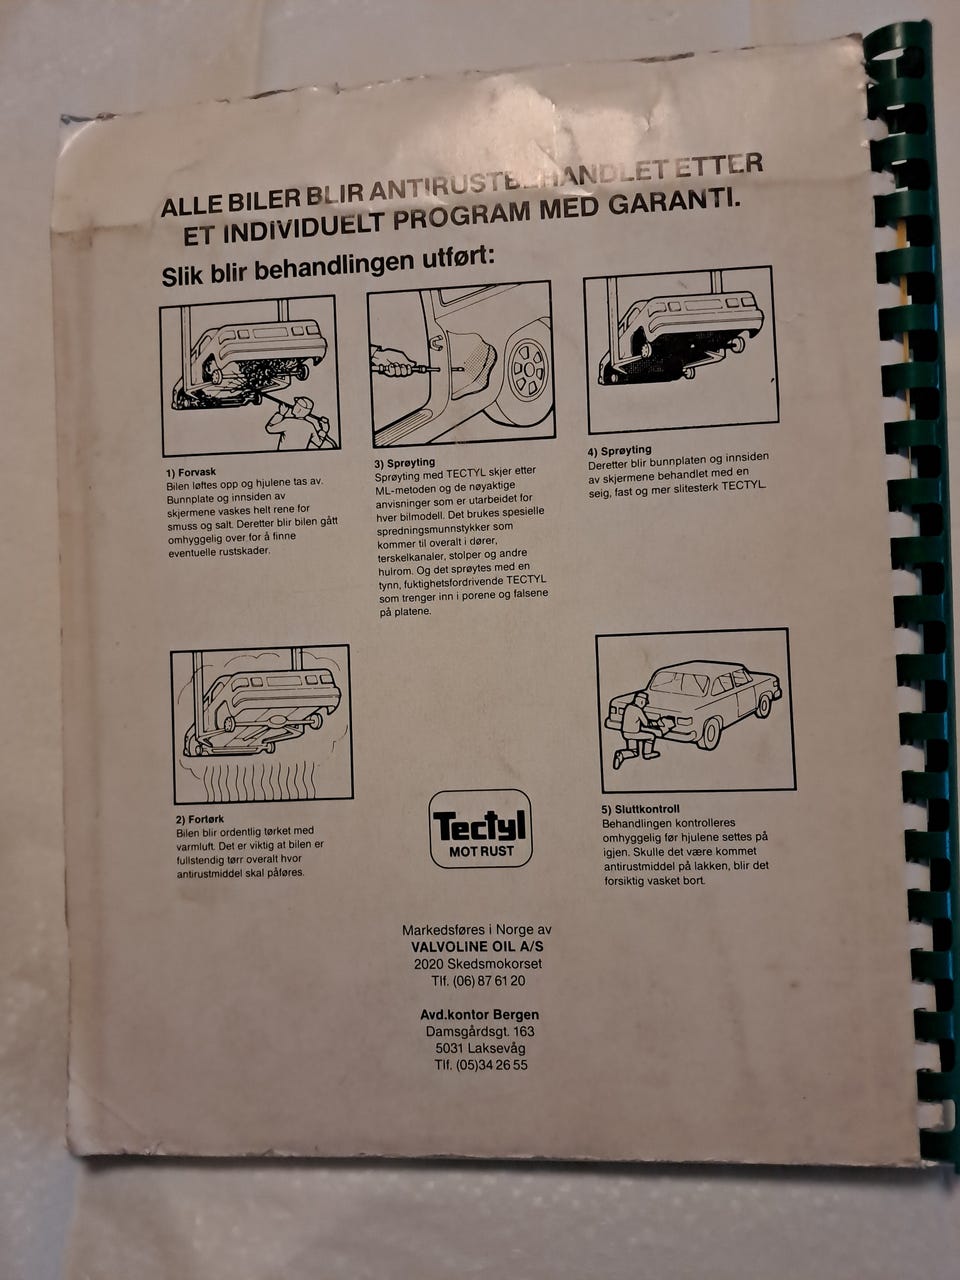 ALLE BILER BLIR ANTIRUSTBEHANDLET ETTER
ET INDIVIDUELT PROGRAM MED GARANTI.
Slik blir behandlingen utført:
1) Forvask
Bilen løftes opp og hjulene tas av.
Bunnplate og innsiden av
skjermene vaskes helt rene for
smuss og salt. Deretter blir bilen gått
omhyggelig over for å finne
eventuelle rustskader.
2) Fortørk
Bilen blir ordentlig tørket med
varmluft. Det er viktig at bilen er
fullstendig tørr overalt hvor
antirustmiddel skal påføres.
3) Sprøyting
Sprøyting med TECTYL skjer etter
ML-metoden og de nøyaktige
anvisninger som er utarbeidet for
hver bilmodell. Det brukes spesielle
spredningsmunnstykker som
kommer til overalt i dører,
terskelkanaler, stolper og andre
hulrom. Og det sprøytes med en
tynn, fuktighetsfordrivende TECTYL
som trenger inn i porene og falsene
på platene.
4) Sprøyting
Deretter blir bunnplaten og innsiden
av skjermene behandlet med en
seig, fast og mer slitesterk TECTYL.
5) Sluttkontroll
Behandlingen kontrolleres
omhyggelig før hjulene settes på
igjen. Skulle det være kommet
antirustmiddel på lakken, blir det
forsiktig vasket bort.
Tectyl
MOT RUST
Markedsføres i Norge av
VALVOLINE OIL A/S
2020 Skedsmokorset
Tlf. (06) 87 61 20
Avd.kontor Bergen
Damsgårdsgt. 163
5031 Laksevåg
Tlf. (05)34 26 55